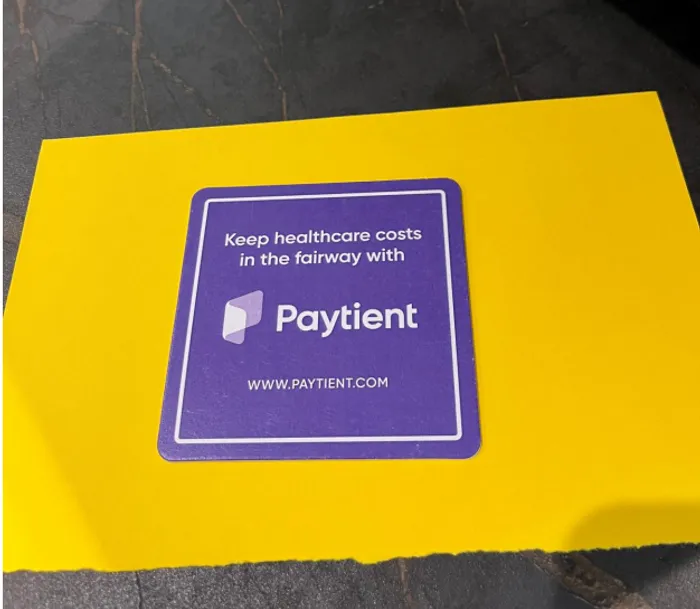 Keep healthcare costs
in the fairway with
Paytient
WWW.PAYTIENT.COM